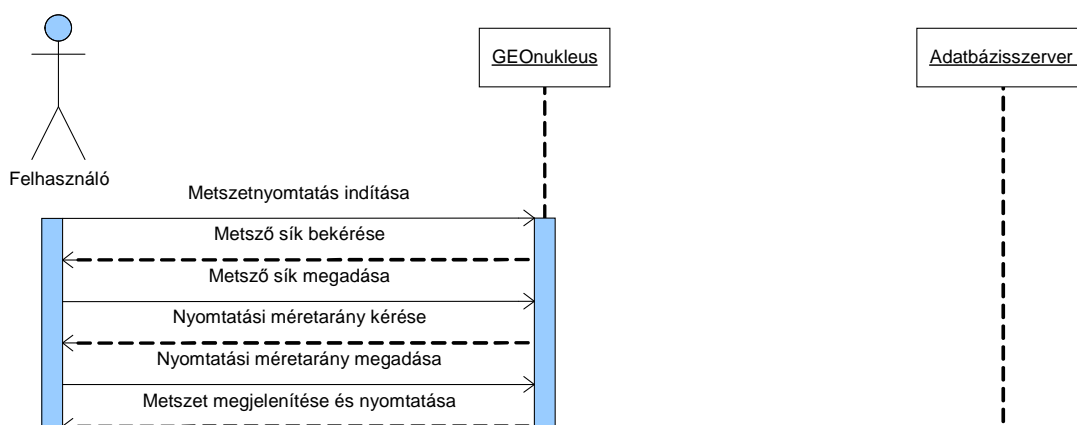 GEOnukleus
Adatbázisszerver
Felhasználó
Metszetnyomtatás indítása
Metsző sík bekérése
Metsző sík megadása
Nyomtatási méretarány kérése
Nyomtatási méretarány megadása
Metszet megjelenítése és nyomtatása